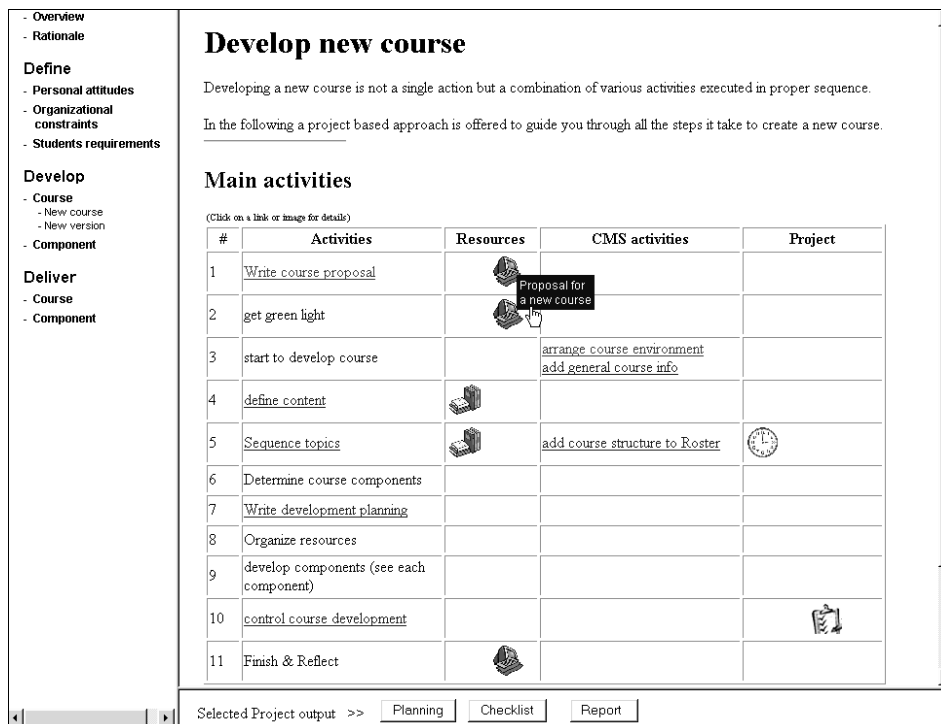 - Overview
- Rationale
Define
- Personal attitudes
- Organizational
constraints
- Students requirements
Develop
- Course
- New course
- New version
- Component
Deliver
- Course
- Component
Develop new course
Developing a new course is not a single action but a combination of various activities executed in proper sequence.
In the following a project based approach is offered to guide you through all the steps it take to create a new course.
Main activities
(Click on a link or image for details)
# Activities Resources CMS activities Project
1 Write course proposal
Proposal for
a new course
2 get green light
3 start to develop course arrange course environment
add general course info
4 define content
5 Sequence topics add course structure to Roster
6 Determine course components
7 Write development planning
8 Organize resources
9 develop components (see each
component)
10 control course development
11 Finish & Reflect
Selected Project output >> Planning Checklist Report